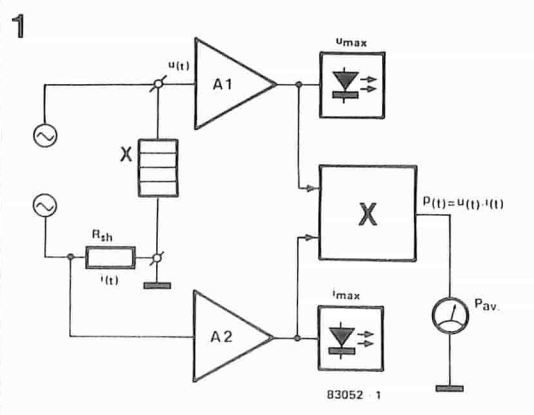 1
u(t)
A1
umax
X
X
p(t)=u(t).i(t)
Rsh
i(t)
Pav.
A2
imax
83052 - 1